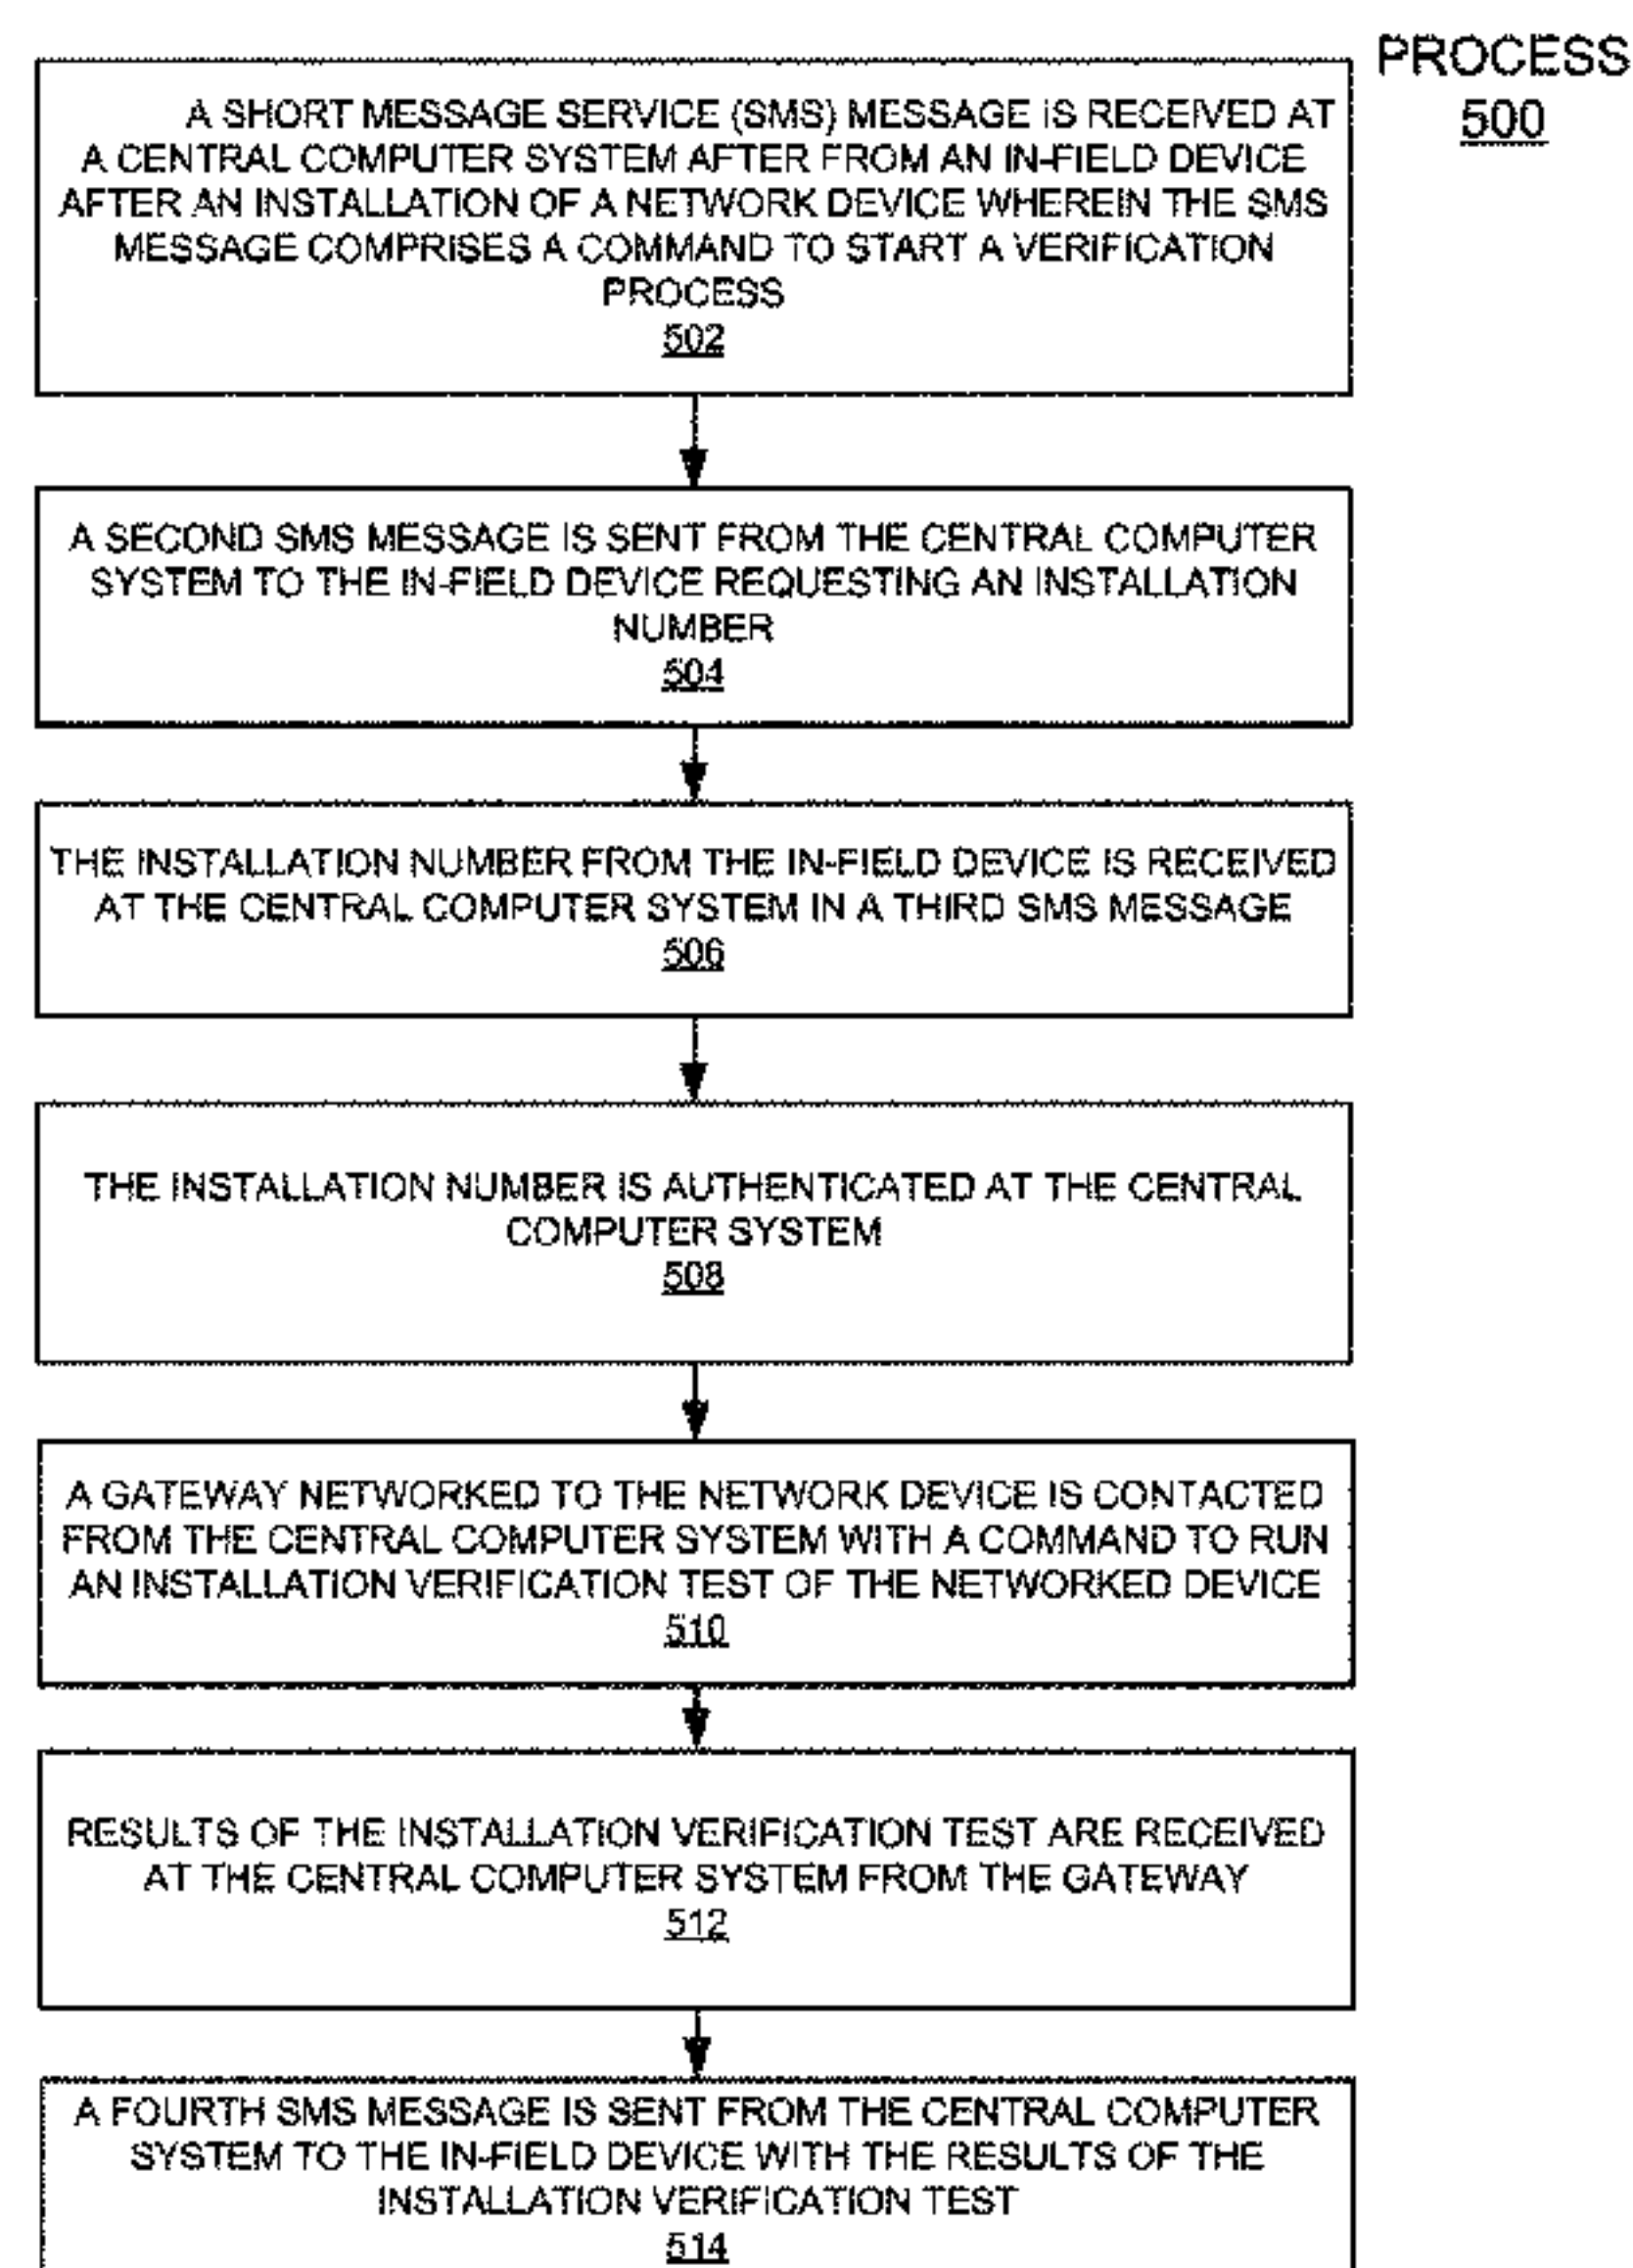 PROCESS
500
A SHORT MESSAGE SERVICE (SMS) MESSAGE IS RECEIVED AT
A CENTRAL COMPUTER SYSTEM AFTER FROM AN IN-FIELD DEVICE
AFTER AN INSTALLATION OF A NETWORK DEVICE WHEREIN THE SMS
MESSAGE COMPRISES A COMMAND TO START A VERIFICATION
PROCESS
502
A SECOND SMS MESSAGE IS SENT FROM THE CENTRAL COMPUTER
SYSTEM TO THE IN-FIELD DEVICE REQUESTING AN INSTALLATION
NUMBER
504
THE INSTALLATION NUMBER FROM THE IN-FIELD DEVICE IS RECEIVED
AT THE CENTRAL COMPUTER SYSTEM IN A THIRD SMS MESSAGE
506
THE INSTALLATION NUMBER IS AUTHENTICATED AT THE CENTRAL
COMPUTER SYSTEM
508
A GATEWAY NETWORKED TO THE NETWORK DEVICE IS CONTACTED
FROM THE CENTRAL COMPUTER SYSTEM WITH A COMMAND TO RUN
AN INSTALLATION VERIFICATION TEST OF THE NETWORKED DEVICE
510
RESULTS OF THE INSTALLATION VERIFICATION TEST ARE RECEIVED
AT THE CENTRAL COMPUTER SYSTEM FROM THE GATEWAY
512
A FOURTH SMS MESSAGE IS SENT FROM THE CENTRAL COMPUTER
SYSTEM TO THE IN-FIELD DEVICE WITH THE RESULTS OF THE
INSTALLATION VERIFICATION TEST
514